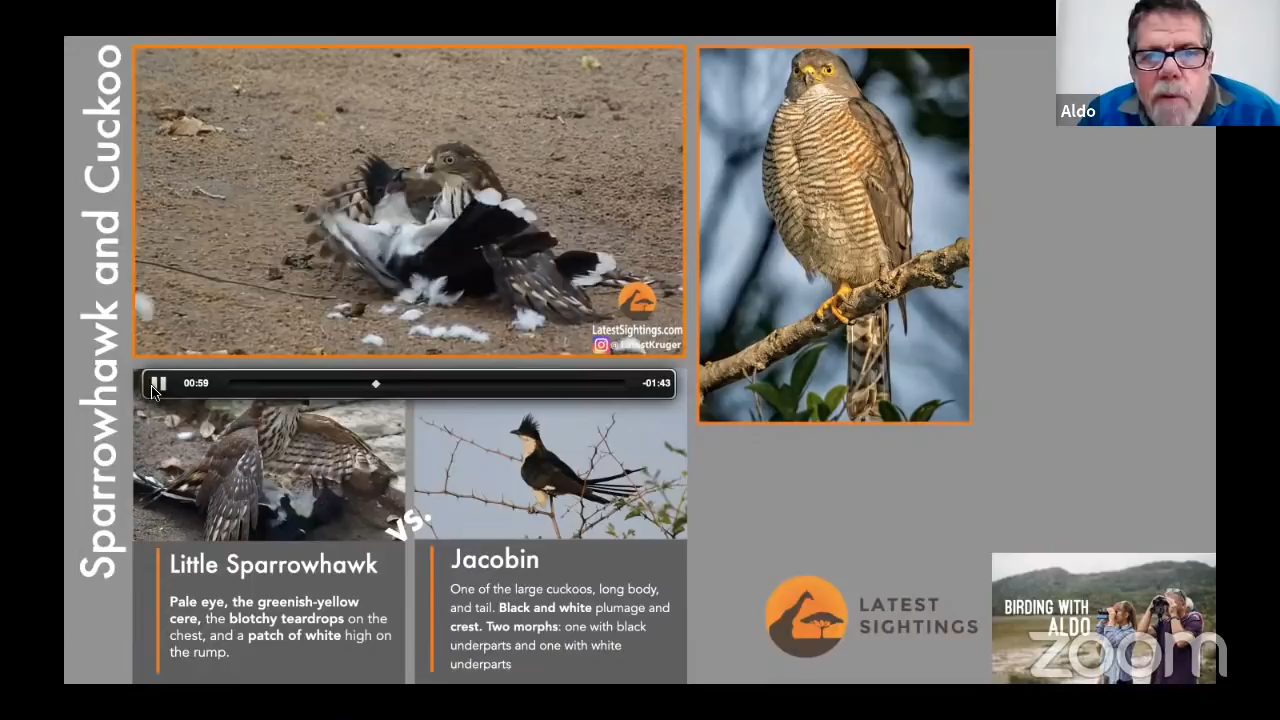 Sparrowhawk and Cuckoo
Aldo
LatestSightings.com
@LatestKruger
00:59
-01:43
vs.
Little Sparrowhawk
Pale eye, the greenish-yellow
cere, the blotchy teardrops on the
chest, and a patch of white high on
the rump.
Jacobin
One of the large cuckoos, long body,
and tail. Black and white plumage and
crest. Two morphs: one with black
underparts and one with white
underparts
LATEST
SIGHTINGS
BIRDING WITH
ALDO
zoom